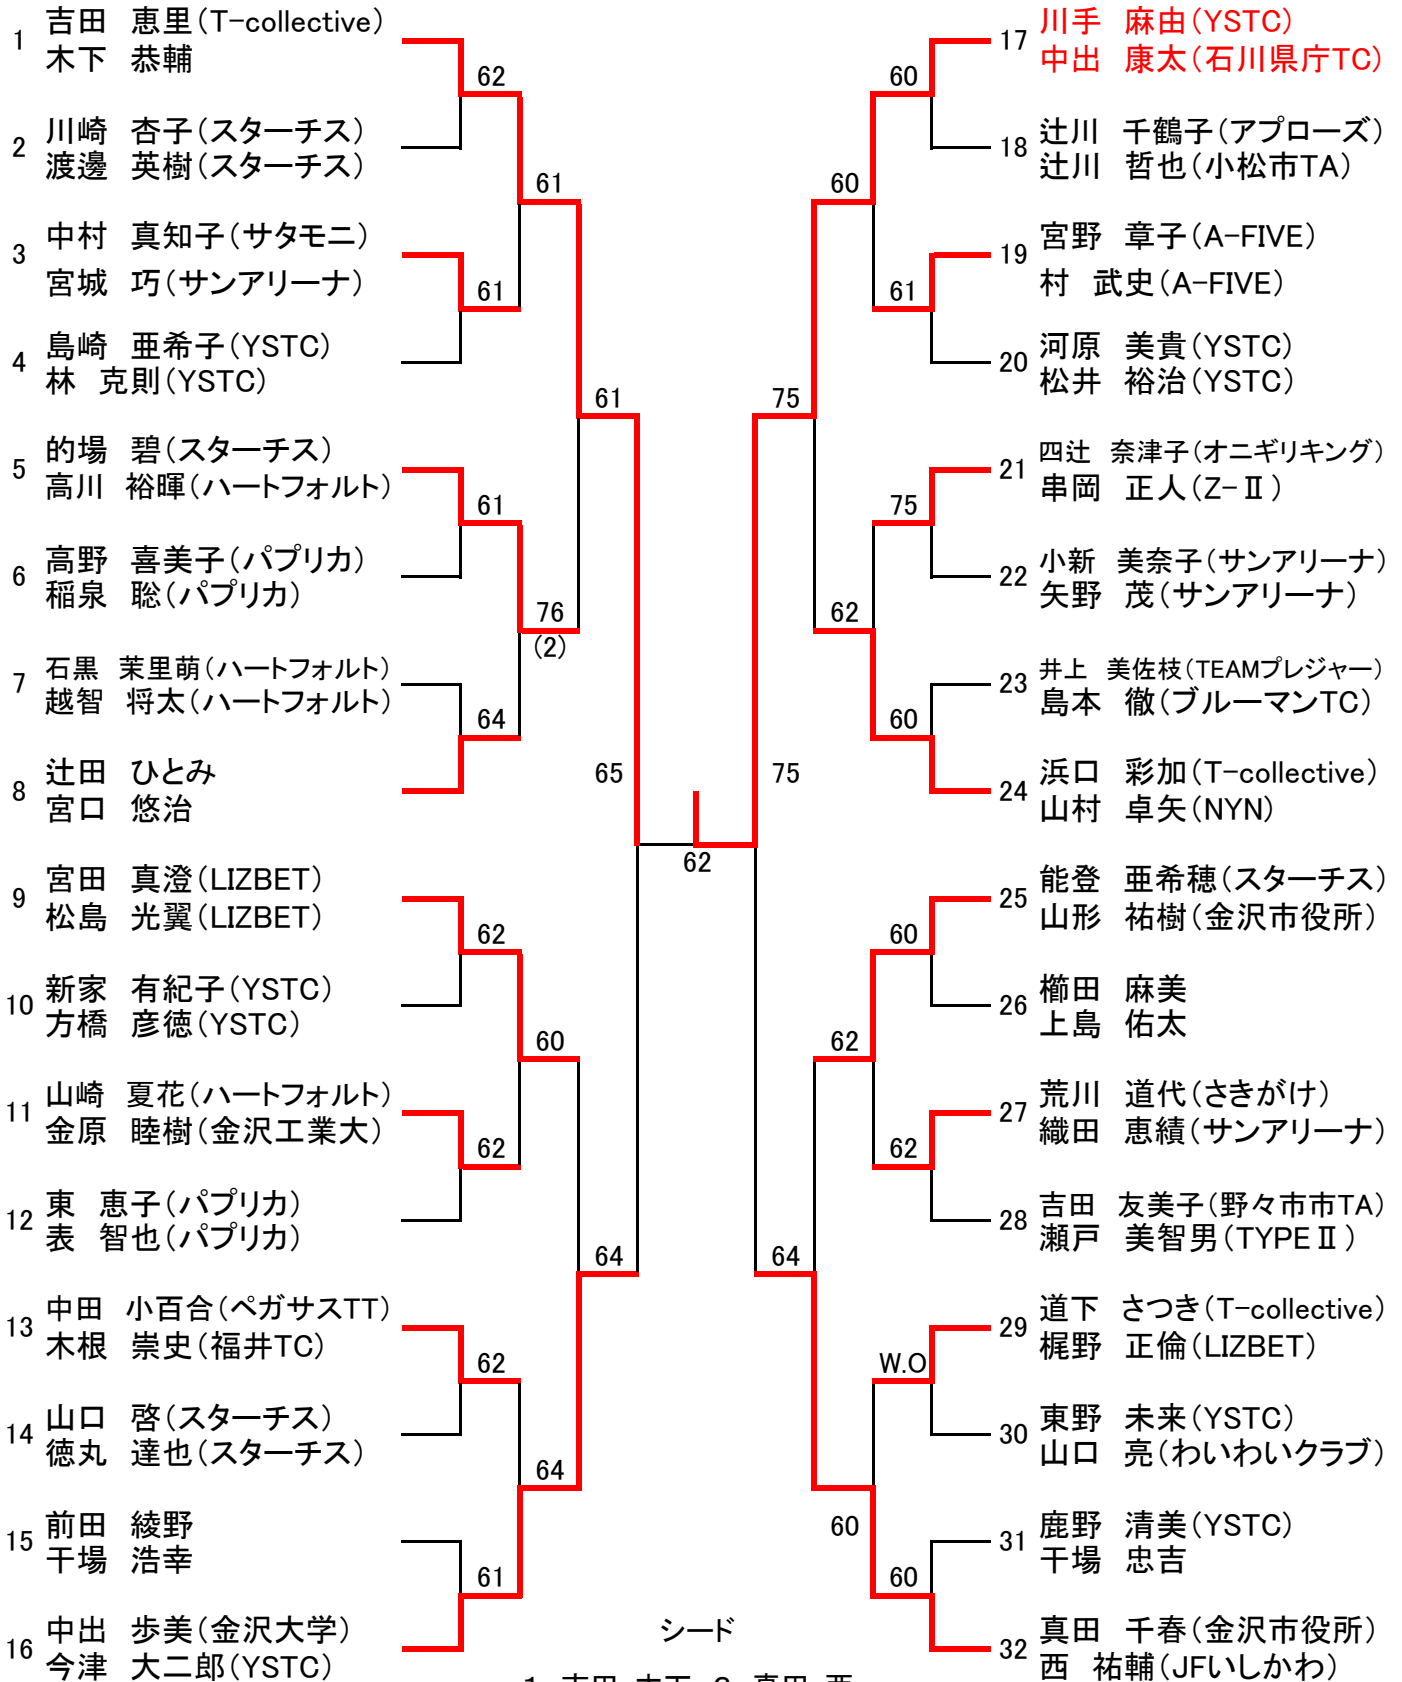 1
吉田　恵里(T-collective)
木下　恭輔
2
川崎　杏子(スターチス)
渡邊　英樹(スターチス)
3
中村　真知子(サタモニ)
宮城　巧(サンアリーナ)
4
島崎　亜希子(YSTC)
林　克則(YSTC)
5
的場　碧(スターチス)
高川　裕暉(ハートフォルト)
6
高野　喜美子(パプリカ)
稲泉　聡(パプリカ)
7
石黒　茉里萌(ハートフォルト)
越智　将太(ハートフォルト)
8
辻田　ひとみ
宮口　悠治
9
宮田　真澄(LIZBET)
松島　光翼(LIZBET)
10
新家　有紀子(YSTC)
方橋　彦徳(YSTC)
11
山崎　夏花(ハートフォルト)
金原　睦樹(金沢工業大)
12
東　恵子(パプリカ)
表　智也(パプリカ)
13
中田　小百合(ペガサスTT)
木根　崇史(福井TC)
14
山口　啓(スターチス)
徳丸　達也(スターチス)
15
前田　綾野
干場　浩幸
16
中出　歩美(金沢大学)
今津　大二郎(YSTC)
62
61
61
61
61
76
(2)
64
65
62
60
62
64
62
64
61
62
60
60
61
75
75
62
60
75
60
62
62
64
W.O
60
60
17
川手　麻由(YSTC)
中出　康太(石川県庁TC)
18
辻川　千鶴子(アプローズ)
辻川　哲也(小松市TA)
19
宮野　章子(A-FIVE)
村　武史(A-FIVE)
20
河原　美貴(YSTC)
松井　裕治(YSTC)
21
四辻　奈津子(オニギリキング)
串岡　正人(Z-Ⅱ)
22
小新　美奈子(サンアリーナ)
矢野　茂(サンアリーナ)
23
井上　美佐枝(TEAMプレジャー)
島本　徹(ブルーマンTC)
24
浜口　彩加(T-collective)
山村　卓矢(NYN)
25
能登　亜希穂(スターチス)
山形　祐樹(金沢市役所)
26
櫛田　麻美
上島　佑太
27
荒川　道代(さきがけ)
織田　恵績(サンアリーナ)
28
吉田　友美子(野々市市TA)
瀬戸　美智男(TYPEⅡ)
29
道下　さつき(T-collective)
梶野　正倫(LIZBET)
30
東野　未来(YSTC)
山口　亮(わいわいクラブ)
31
鹿野　清美(YSTC)
干場　忠吉
32
真田　千春(金沢市役所)
西　祐輔(JFいしかわ)
シード